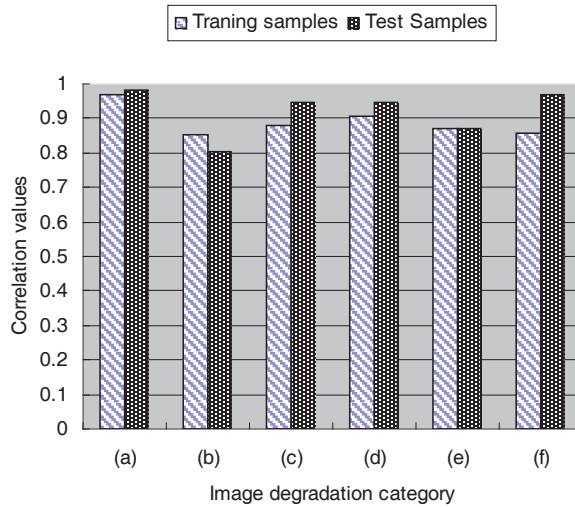 Traning samples Test Samples
1
0.9
0.8
0.7
0.6
0.5
0.4
0.3
0.2
0.1
0
Correlation values
(a) (b) (c) (d) (e) (f)
Image degradation category